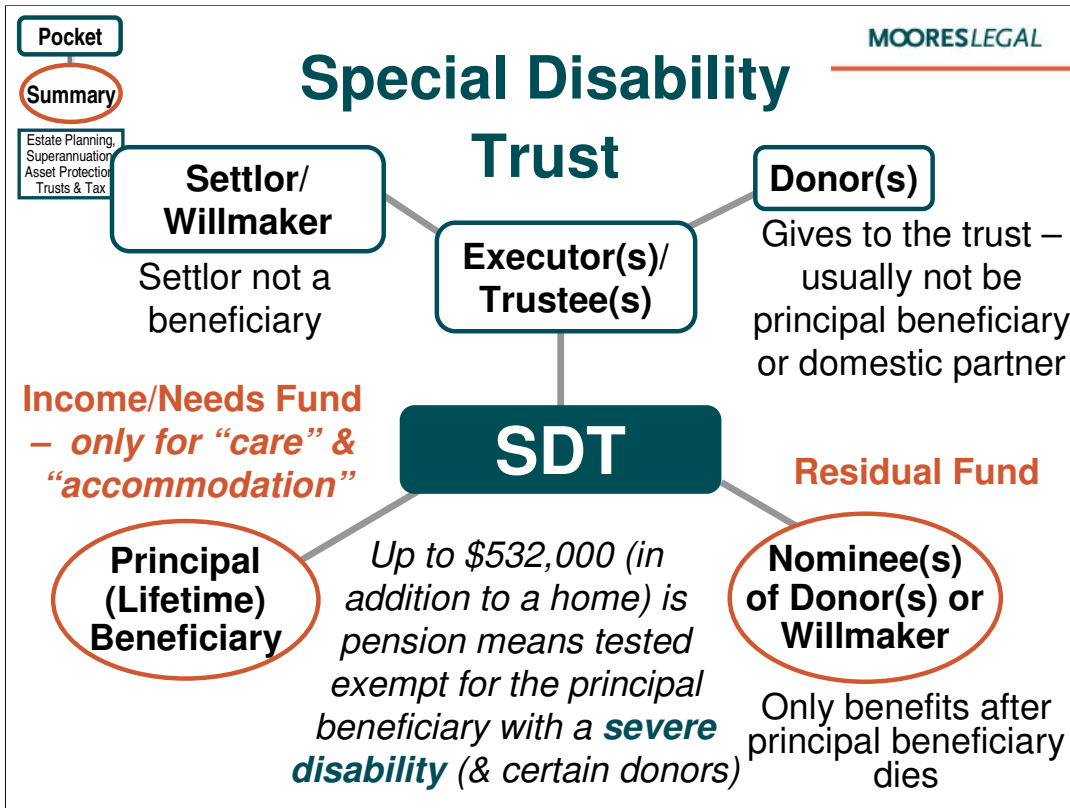 Pocket
Summary
Estate Planning,
Superannuation
Asset Protection
Trusts & Tax
MOORESLEGAL
Special Disability
Trust
Settlor/
Willmaker
Settlor not a
beneficiary
Executor(s)/
Trustee(s)
Donor(s)
Gives to the trust –
usually not be
principal beneficiary
or domestic partner
Income/Needs Fund
– only for “care” &
“accommodation”
SDT
Residual Fund
Principal
(Lifetime)
Beneficiary
Up to $532,000 (in
addition to a home) is
pension means tested
exempt for the principal
beneficiary with a severe
disability (& certain donors)
Nominee(s)
of Donor(s) or
Willmaker
Only benefits after
principal beneficiary
dies